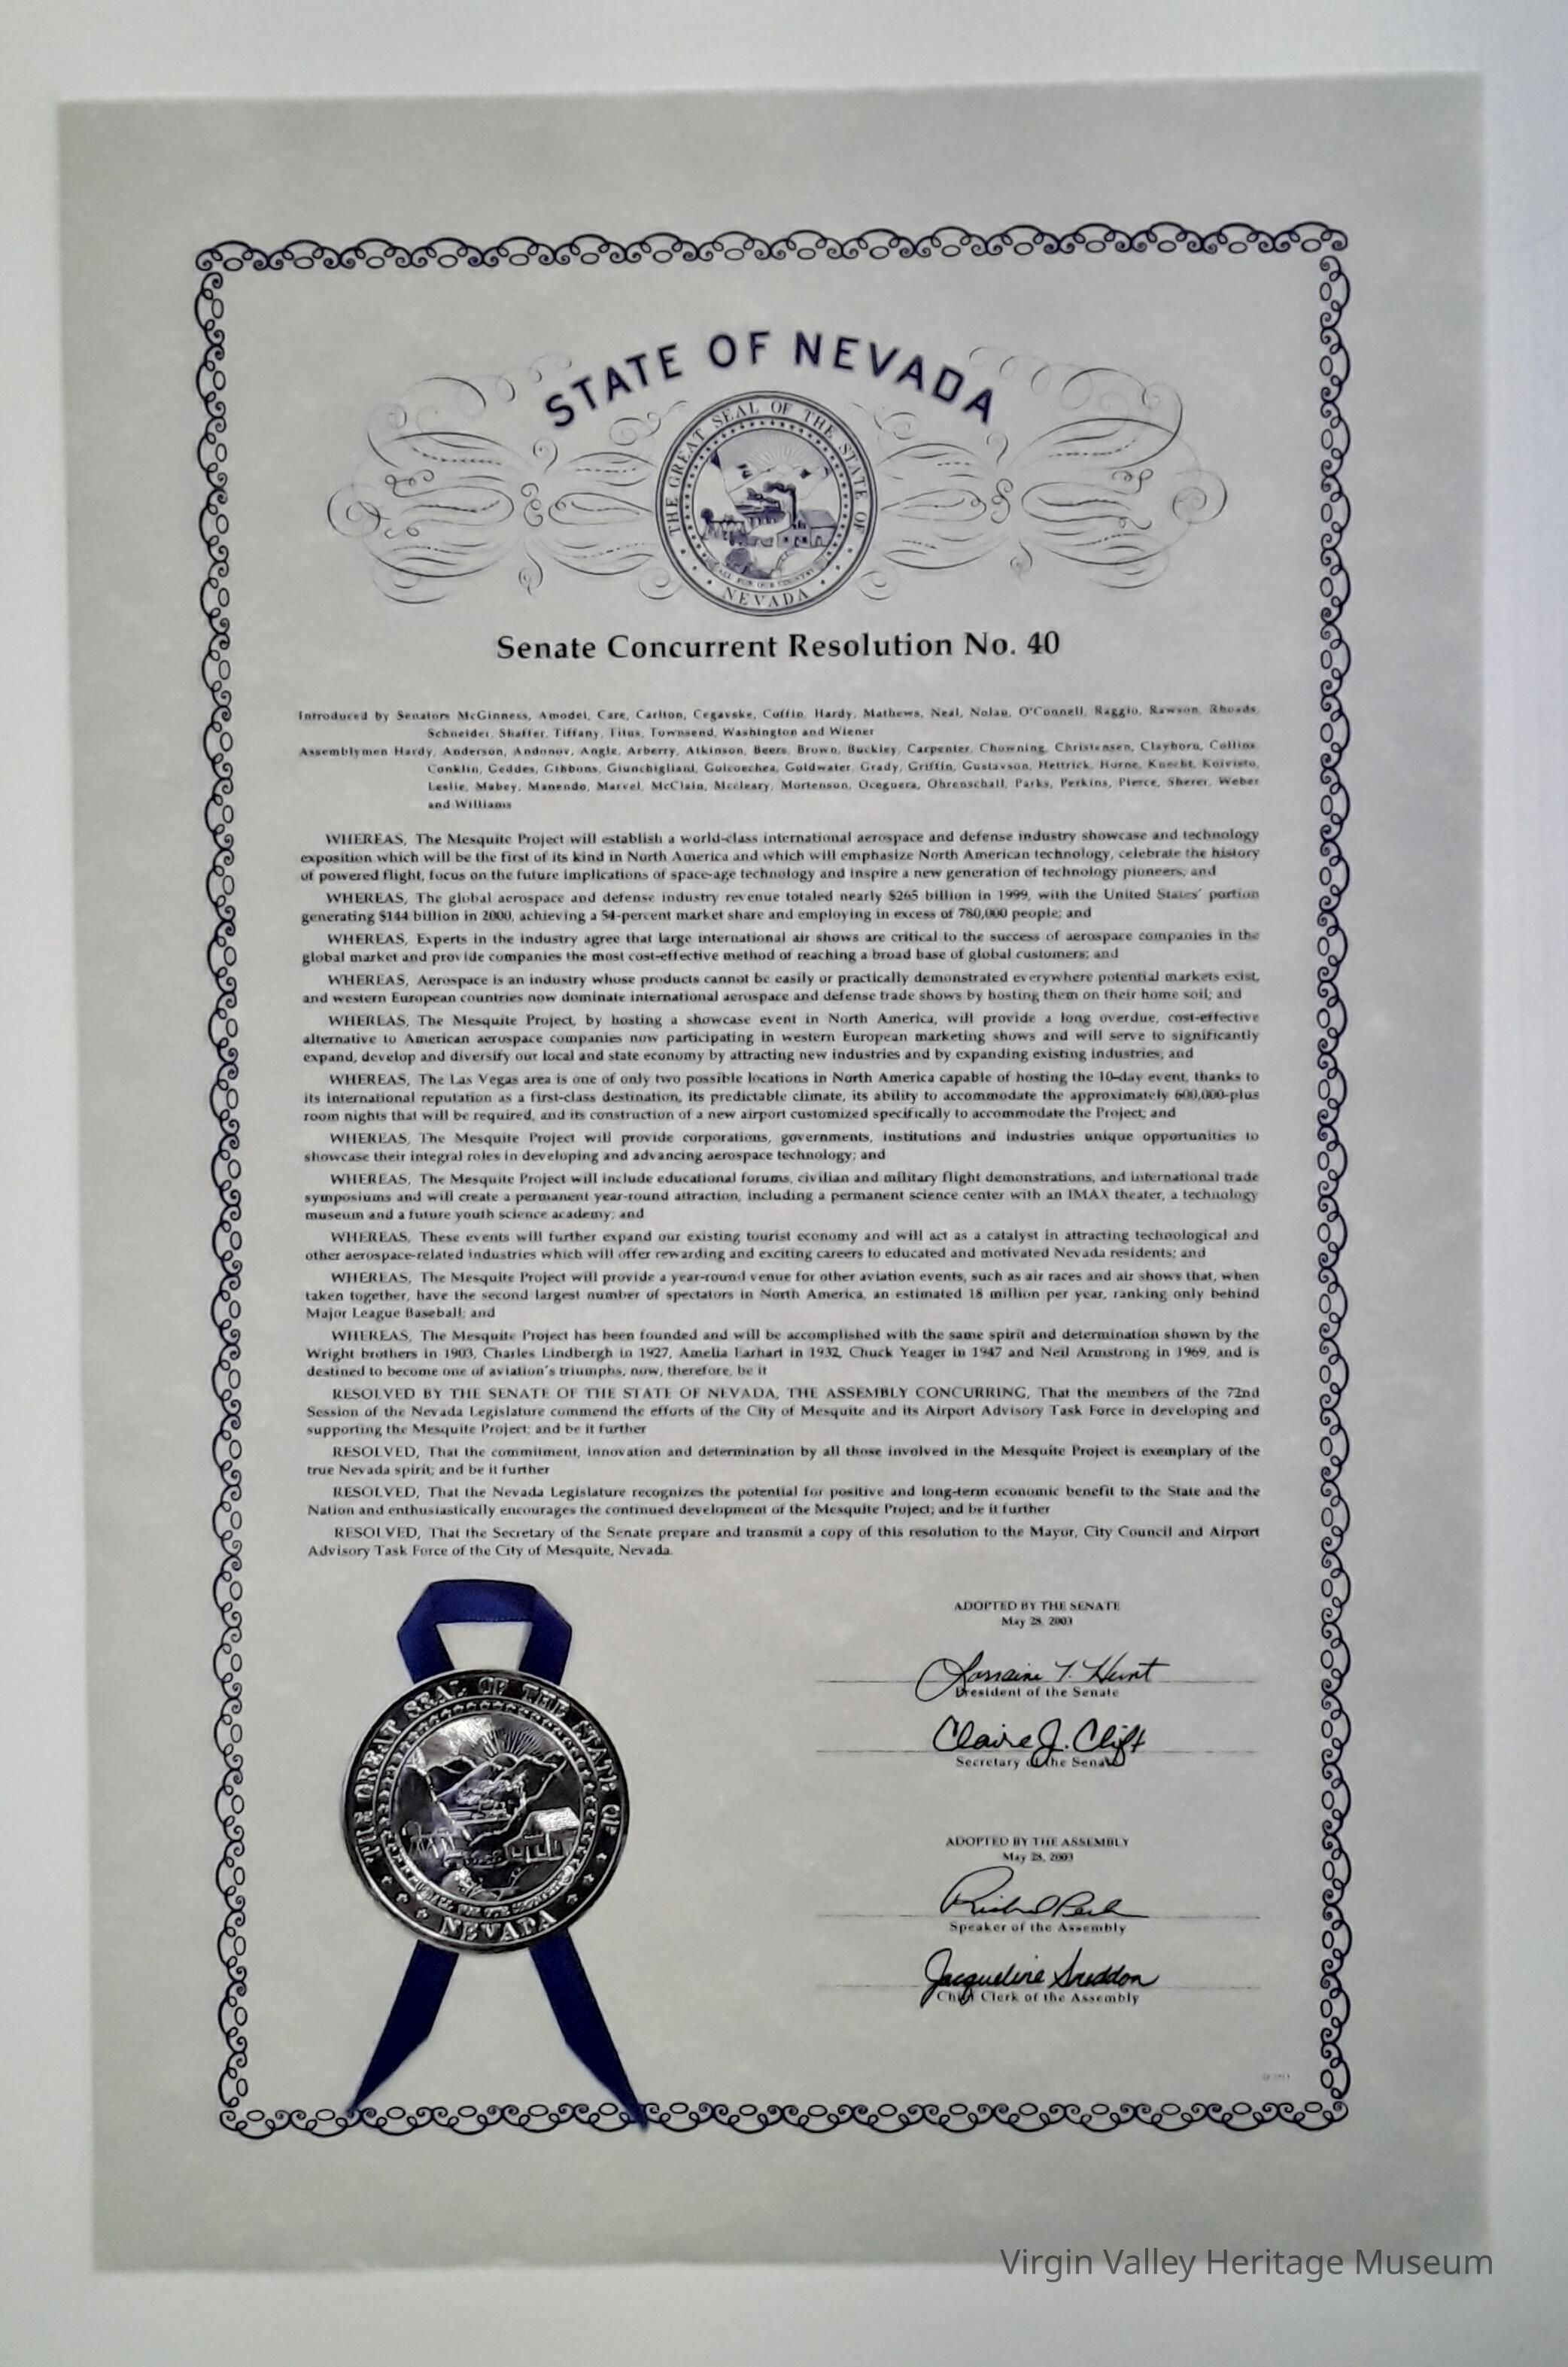 STATE OF NEVADA
THE GREAT SEAL OF THE STATE OF
ALL FOR OUR COUNTRY
NEVADA
Senate Concurrent Resolution No. 40
Introduced by Senators McGinness, Amodei, Care, Carlton, Cegavske, Coffin, Hardy, Mathews, Neal, Nolan, O'Connell, Raggio, Rawson, Rhoads,
Schneider, Shaffer, Tiffany, Titus, Townsend, Washington and Wiener
Assemblymen Hardy, Anderson, Andonov, Angle, Arberry, Atkinson, Beers, Brown, Buckley, Carpenter, Chowning, Christensen, Claborn, Collins,
Conklin, Geddes, Gibbons, Giunchigliani, Goicoechea, Goldwater, Grady, Griffin, Gustavson, Hettrick, Horne, Knecht, Koivisto,
Leslie, Mabey, Manendo, Marvel, McClain, Mccleary, Mortenson, Oceguera, Ohrenschall, Parks, Perkins, Pierce, Sherer, Weber
and Williams
WHEREAS, The Mesquite Project will establish a world-class international aerospace and defense industry showcase and technology
exposition which will be the first of its kind in North America and which will emphasize North American technology, celebrate the history
of powered flight, focus on the future implications of space-age technology and inspire a new generation of technology pioneers; and
WHEREAS, The global aerospace and defense industry revenue totaled nearly $265 billion in 1999, with the United States' portion
generating $144 billion in 2000, achieving a 54-percent market share and employing in excess of 780,000 people; and
WHEREAS, Experts in the industry agree that large international air shows are critical to the success of aerospace companies in the
global market and provide companies the most cost-effective method of reaching a broad base of global customers; and
WHEREAS, Aerospace is an industry whose products cannot be easily or practically demonstrated everywhere potential markets exist,
and western European countries now dominate international aerospace and defense trade shows by hosting them on their home soil; and
WHEREAS, The Mesquite Project, by hosting a showcase event in North America, will provide a long overdue, cost-effective
alternative to American aerospace companies now participating in western European marketing shows and will serve to significantly
expand, develop and diversify our local and state economy by attracting new industries and by expanding existing industries; and
WHEREAS, The Las Vegas area is one of only two possible locations in North America capable of hosting the 10-day event, thanks to
its international reputation as a first-class destination, its predictable climate, its ability to accommodate the approximately 600,000-plus
room nights that will be required, and its construction of a new airport customized specifically to accommodate the Project; and
WHEREAS, The Mesquite Project will provide corporations, governments, institutions and industries unique opportunities to
showcase their integral roles in developing and advancing aerospace technology; and
WHEREAS, The Mesquite Project will include educational forums, civilian and military flight demonstrations, and international trade
symposiums and will create a permanent year-round attraction, including a permanent science center with an IMAX theater, a technology
museum and a future youth science academy; and
WHEREAS, These events will further expand our existing tourist economy and will act as a catalyst in attracting technological and
other aerospace-related industries which will offer rewarding and exciting careers to educated and motivated Nevada residents; and
WHEREAS, The Mesquite Project will provide a year-round venue for other aviation events, such as air races and air shows that, when
taken together, have the second largest number of spectators in North America, an estimated 18 million per year, ranking only behind
Major League Baseball; and
WHEREAS, The Mesquite Project has been founded and will be accomplished with the same spirit and determination shown by the
Wright brothers in 1903, Charles Lindbergh in 1927, Amelia Earhart in 1932, Chuck Yeager in 1947 and Neil Armstrong in 1969, and is
destined to become one of aviation's triumphs; now, therefore, be it
RESOLVED BY THE SENATE OF THE STATE OF NEVADA, THE ASSEMBLY CONCURRING, That the members of the 72nd
Session of the Nevada Legislature commend the efforts of the City of Mesquite and its Airport Advisory Task Force in developing and
supporting the Mesquite Project; and be it further
RESOLVED, That the commitment, innovation and determination by all those involved in the Mesquite Project is exemplary of the
true Nevada spirit; and be it further
RESOLVED, That the Nevada Legislature recognizes the potential for positive and long-term economic benefit to the State and the
Nation and enthusiastically encourages the continued development of the Mesquite Project; and be it further
RESOLVED, That the Secretary of the Senate prepare and transmit a copy of this resolution to the Mayor, City Council and Airport
Advisory Task Force of the City of Mesquite, Nevada.
ADOPTED BY THE SENATE
May 28, 2003
Lorraine T. Hunt
President of the Senate
Claire J. Clift
Secretary of the Senate
THE GREAT SEAL OF THE STATE OF
NEVADA
ADOPTED BY THE ASSEMBLY
May 28, 2003
Richard Perk
Speaker of the Assembly
Jacqueline Sneddon
Chief Clerk of the Assembly
Virgin Valley Heritage Museum